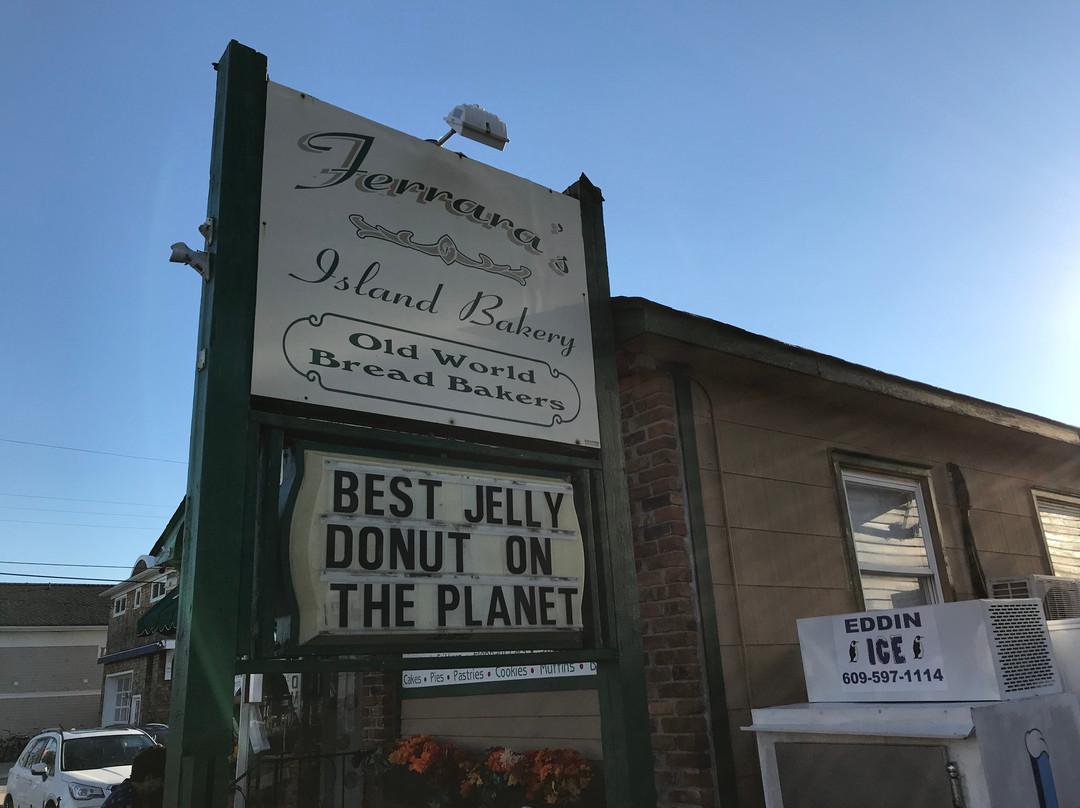 Ferrara's
Island Bakery
Old World
Bread Bakers
BEST JELLY
DONUT ON
THE PLANET
Cakes • Pies • Pastries • Cookies • Muffins •
EDDIN
ICE
609-597-1114